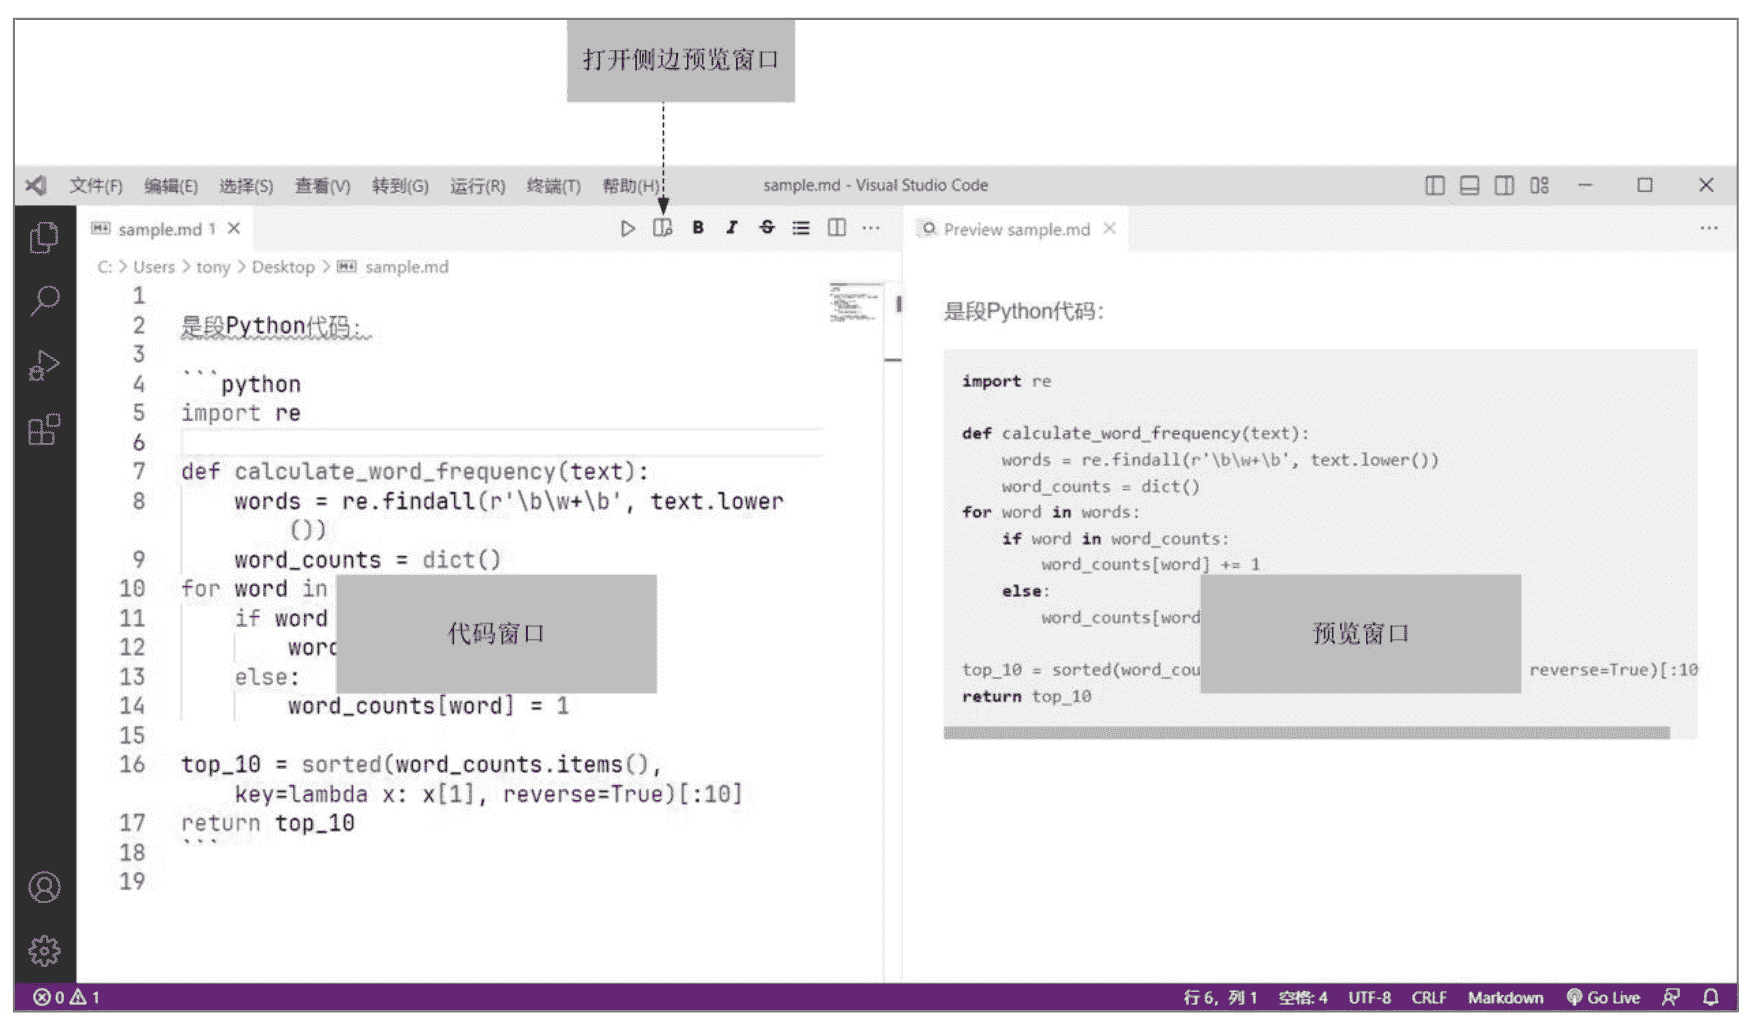 打开侧边预览窗口
文件(F) 编辑(E) 选择(S) 查看(V) 转到(G) 运行(R) 终端(T) 帮助(H) sample.md - Visual Studio Code
sample.md 1 B I S Preview sample.md
C: > Users > tony > Desktop > sample.md
1
2 是段Python代码：
3
4 ```python
5 import re
6
7 def calculate_word_frequency(text):
8 words = re.findall(r'\b\w+\b', text.lower
())
9 word_counts = dict()
10 for word in
11 if word
12 word
13 else:
14 word_counts[word] = 1
15
16 top_10 = sorted(word_counts.items(),
key=lambda x: x[1], reverse=True)[:10]
17 return top_10
18 ```
19
代码窗口
是段Python代码：
import re
def calculate_word_frequency(text):
words = re.findall(r'\b\w+\b', text.lower())
word_counts = dict()
for word in words:
if word in word_counts:
word_counts[word] += 1
else:
word_counts[word
top_10 = sorted(word_cou reverse=True)[:10
return top_10
预览窗口
0 1 行 6，列 1 空格: 4 UTF-8 CRLF Markdown Go Live